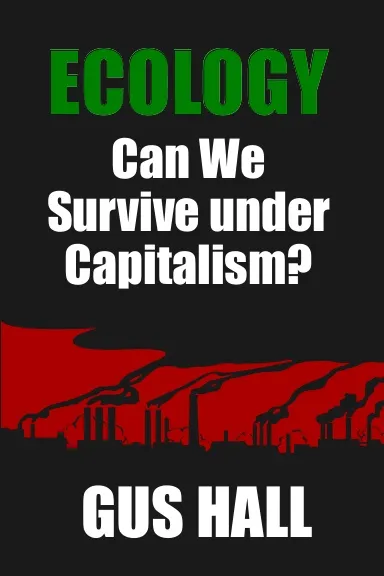 ECOLOGY
Can We
Survive under
Capitalism?
GUS HALL